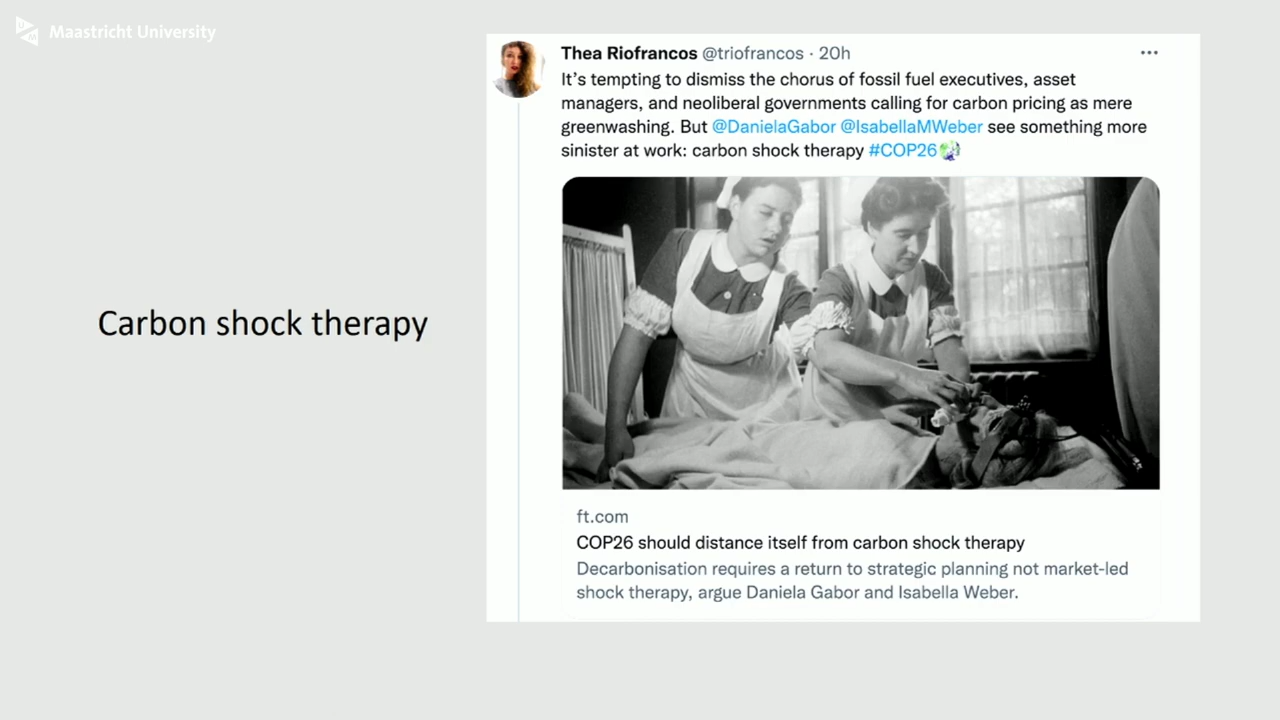 Maastricht University
Carbon shock therapy
Thea Riofrancos @triofrancos · 20h
It's tempting to dismiss the chorus of fossil fuel executives, asset
managers, and neoliberal governments calling for carbon pricing as mere
greenwashing. But @DanielaGabor @IsabellaMWeber see something more
sinister at work: carbon shock therapy #COP26
ft.com
COP26 should distance itself from carbon shock therapy
Decarbonisation requires a return to strategic planning not market-led
shock therapy, argue Daniela Gabor and Isabella Weber.